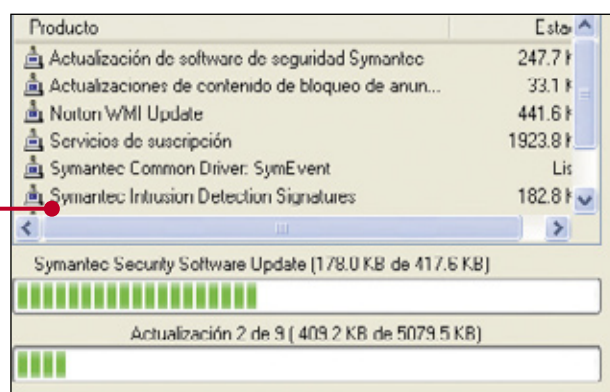 Producto Esta
Actualización de software de seguridad Symantec 247.7 K
Actualizaciones de contenido de bloqueo de anun... 33.1 K
Norton WMI Update 441.6 K
Servicios de suscripción 1923.8 K
Symantec Common Driver: SymEvent Lis
Symantec Intrusion Detection Signatures 182.8 K
Symantec Security Software Update (178.0 KB de 417.6 KB)
Actualización 2 de 9 ( 409.2 KB de 5079.5 KB)